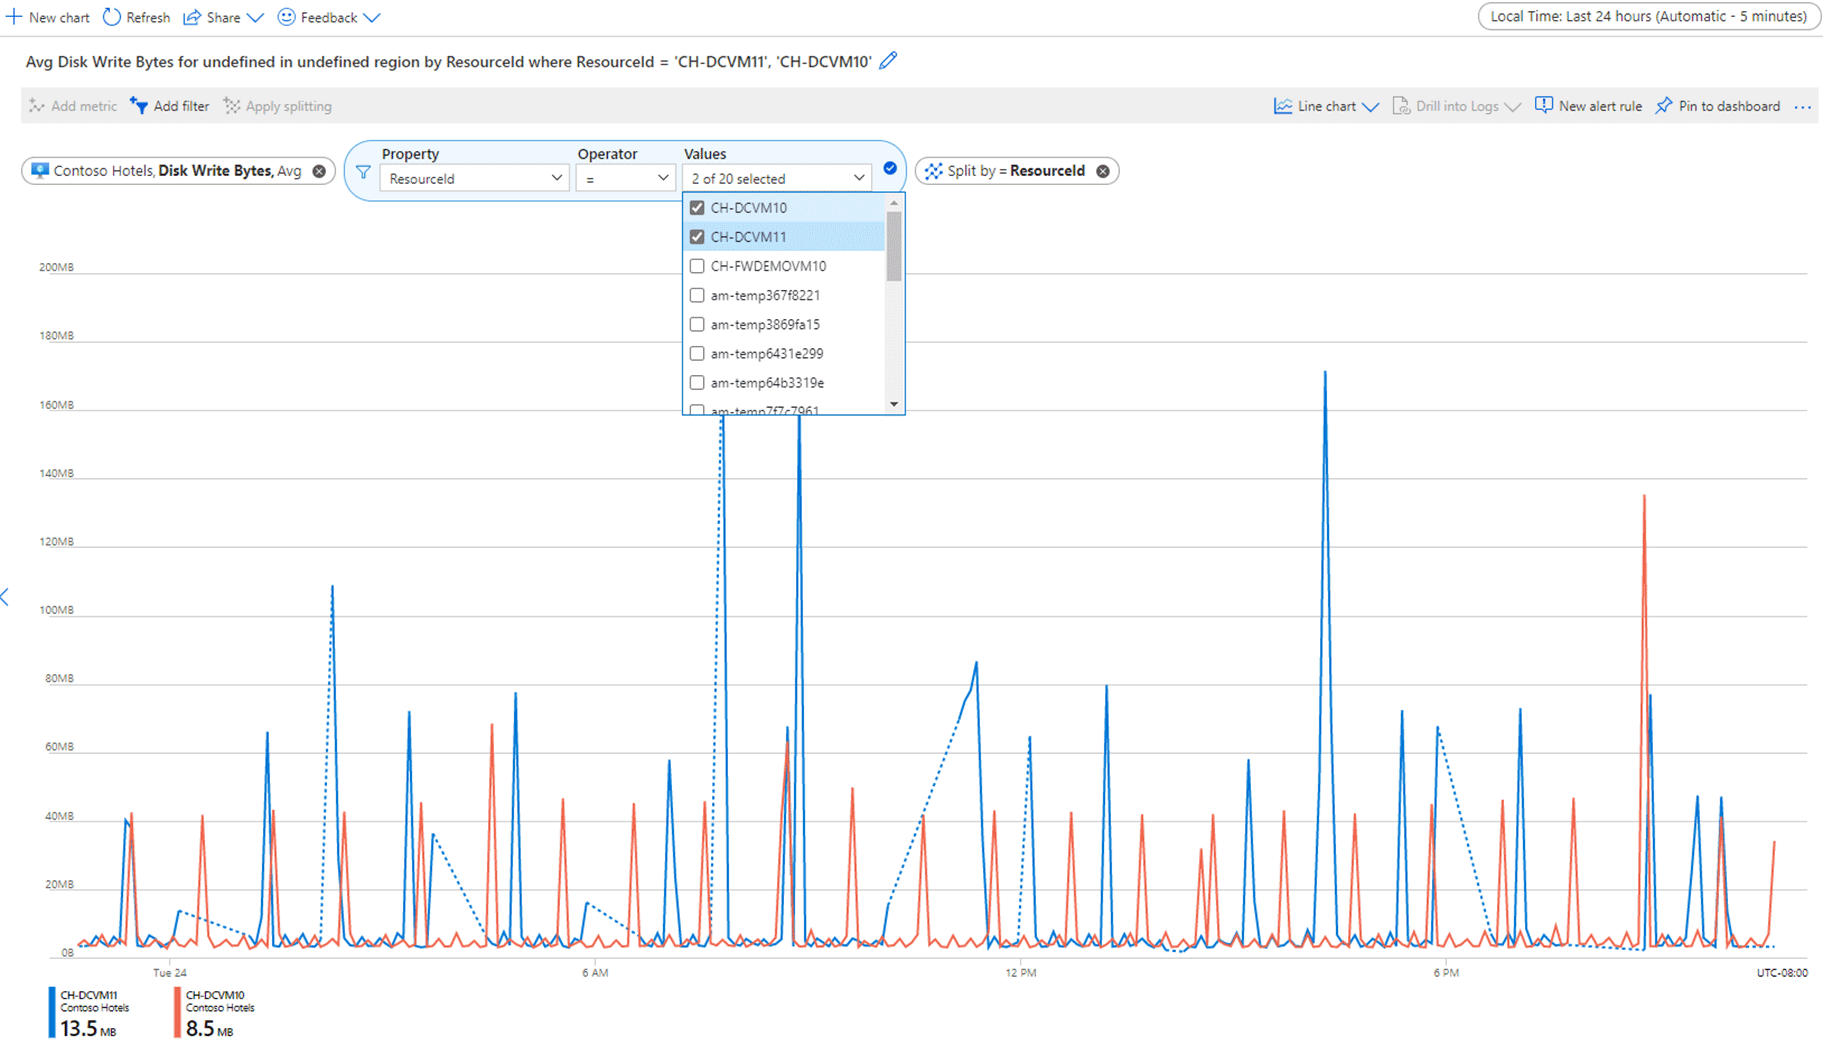 New chart Refresh Share Feedback Local Time: Last 24 hours (Automatic - 5 minutes)
Avg Disk Write Bytes for undefined in undefined region by ResourceId where ResourceId = 'CH-DCVM11', 'CH-DCVM10'
Add metric Add filter Apply splitting Line chart Drill into Logs New alert rule Pin to dashboard ...
Property Operator Values
Contoso Hotels, Disk Write Bytes, Avg ResourceId = 2 of 20 selected Split by = ResourceId
CH-DCVM10
CH-DCVM11
CH-FWDEMOVM10
am-temp367f8221
am-temp3869fa15
am-temp6431e299
am-temp64b3319e
am-temp7f7c7961
200MB
180MB
160MB
140MB
120MB
100MB
80MB
60MB
40MB
20MB
0B
Tue 24 6 AM 12 PM 6 PM UTC-08:00
CH-DCVM11 CH-DCVM10
Contoso Hotels Contoso Hotels
13.5 MB 8.5 MB